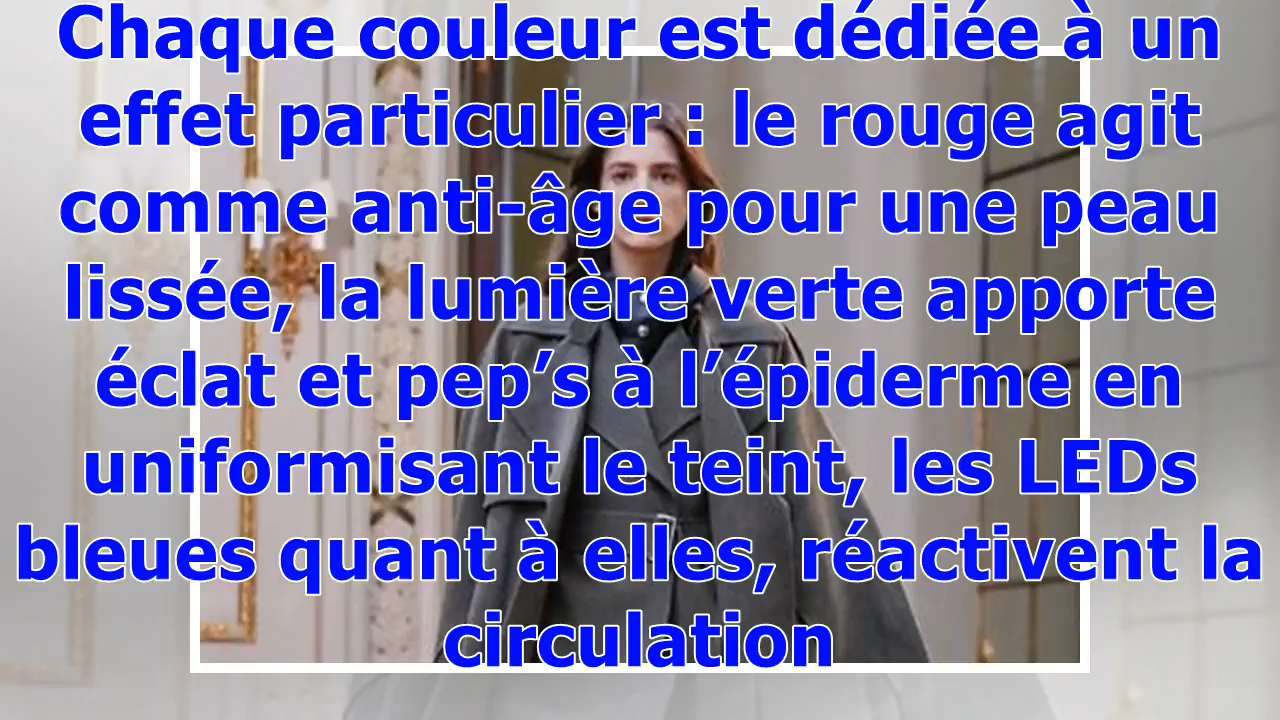 Chaque couleur est dédiée à un
effet particulier : le rouge agit
comme anti-âge pour une peau
lissée, la lumière verte apporte
éclat et pep’s à l’épiderme en
uniformisant le teint, les LEDs
bleues quant à elles, réactivent la
circulation